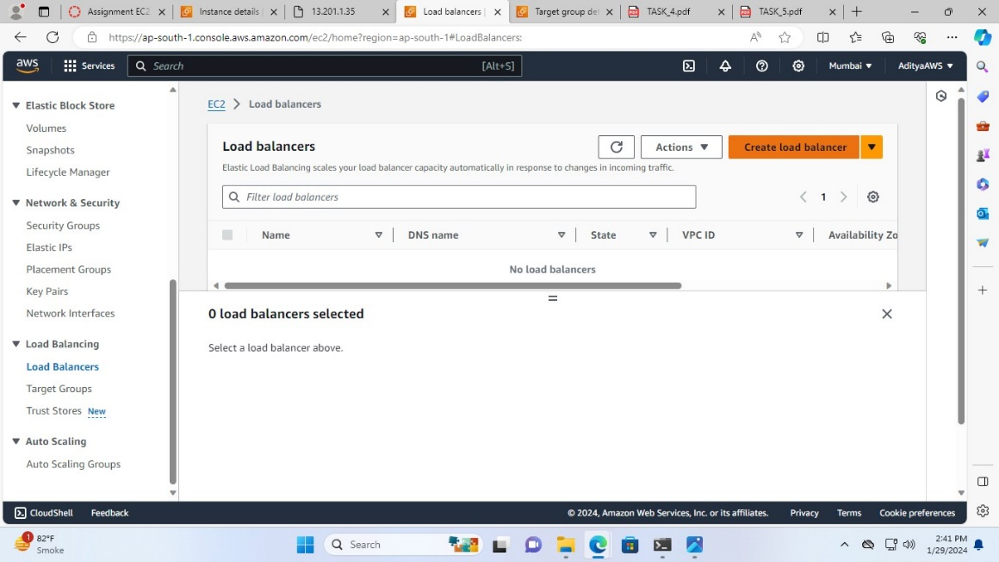 Assignment EC2
Instance details |
13.201.1.35
Load balancers |
Target group det
TASK_4.pdf
TASK_5.pdf
https://ap-south-1.console.aws.amazon.com/ec2/home?region=ap-south-1#LoadBalancers:
aws
Services
Search
[Alt+S]
Mumbai
AdityaAWS
Elastic Block Store
Volumes
Snapshots
Lifecycle Manager
Network & Security
Security Groups
Elastic IPs
Placement Groups
Key Pairs
Network Interfaces
Load Balancing
Load Balancers
Target Groups
Trust Stores New
Auto Scaling
Auto Scaling Groups
EC2 > Load balancers
Load balancers
Actions
Create load balancer
Elastic Load Balancing scales your load balancer capacity automatically in response to changes in incoming traffic.
Filter load balancers
1
Name
DNS name
State
VPC ID
Availability Zo
No load balancers
0 load balancers selected
Select a load balancer above.
CloudShell
Feedback
© 2024, Amazon Web Services, Inc. or its affiliates.
Privacy
Terms
Cookie preferences
1
82°F
Smoke
Search
2:41 PM
1/29/2024